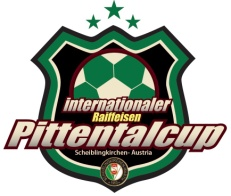 internationaler
Raiffeisen
Pittentalcup
Scheiblingkirchen- Austria